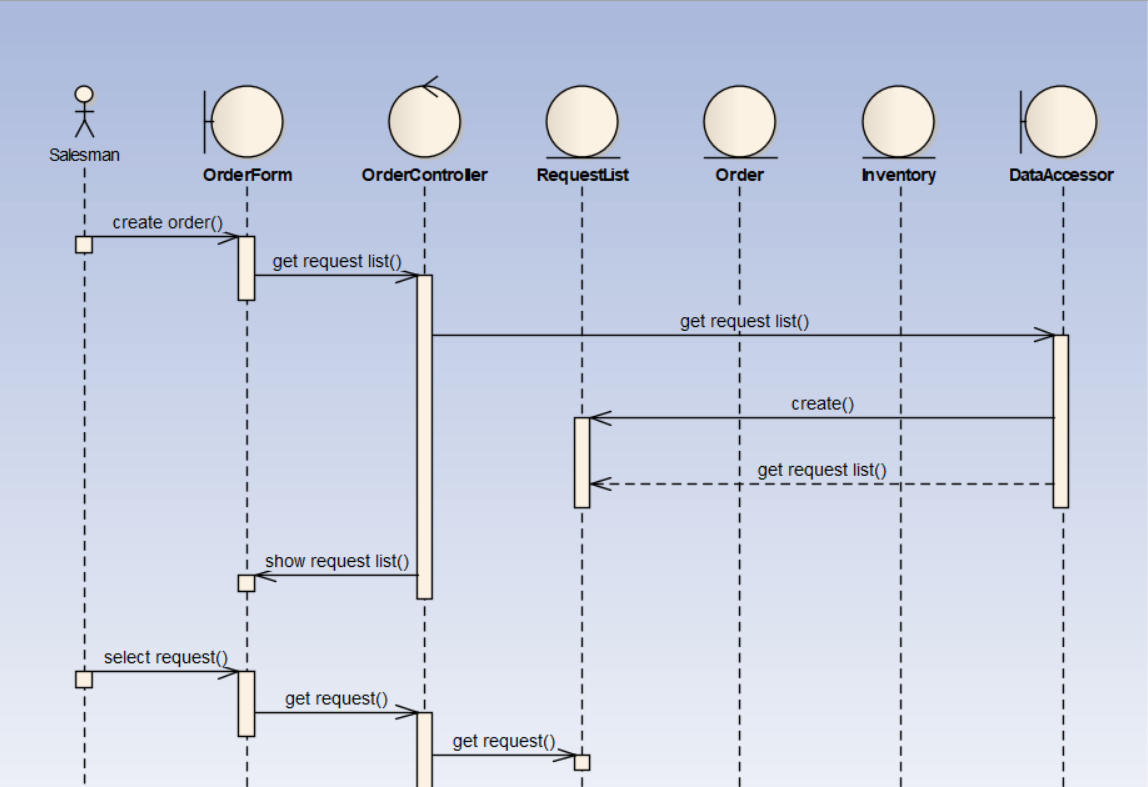 Salesman
OrderForm
OrderController
RequestList
Order
Inventory
DataAccessor
create order()
get request list()
get request list()
create()
get request list()
show request list()
select request()
get request()
get request()